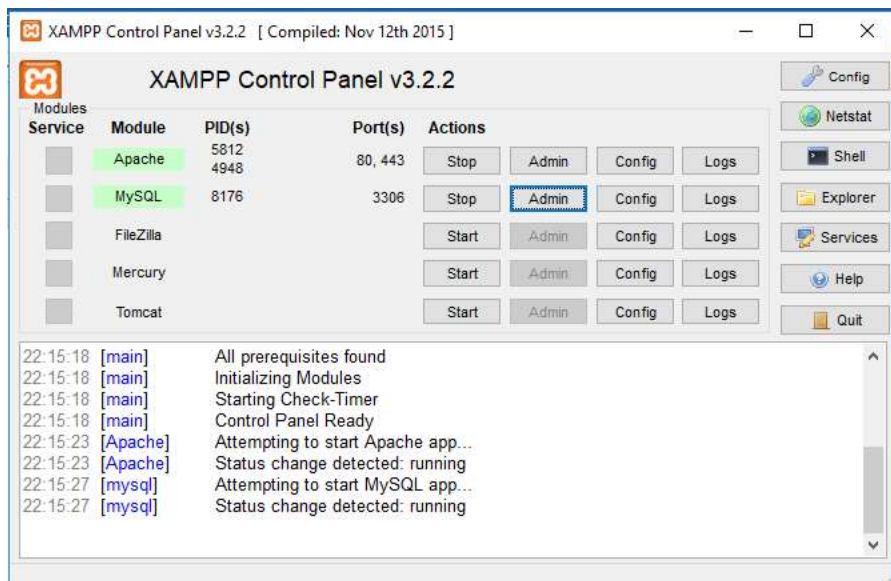 XAMPP Control Panel v3.2.2 [ Compiled: Nov 12th 2015 ]
XAMPP Control Panel v3.2.2
Config
Modules
Service Module PID(s) Port(s) Actions
Netstat
Apache 5812 4948 80, 443 Stop Admin Config Logs
Shell
MySQL 8176 3306 Stop Admin Config Logs
Explorer
FileZilla Start Admin Config Logs
Services
Mercury Start Admin Config Logs
Help
Tomcat Start Admin Config Logs
Quit
22:15:18 [main] All prerequisites found
22:15:18 [main] Initializing Modules
22:15:18 [main] Starting Check-Timer
22:15:18 [main] Control Panel Ready
22:15:23 [Apache] Attempting to start Apache app...
22:15:23 [Apache] Status change detected: running
22:15:27 [mysql] Attempting to start MySQL app...
22:15:27 [mysql] Status change detected: running